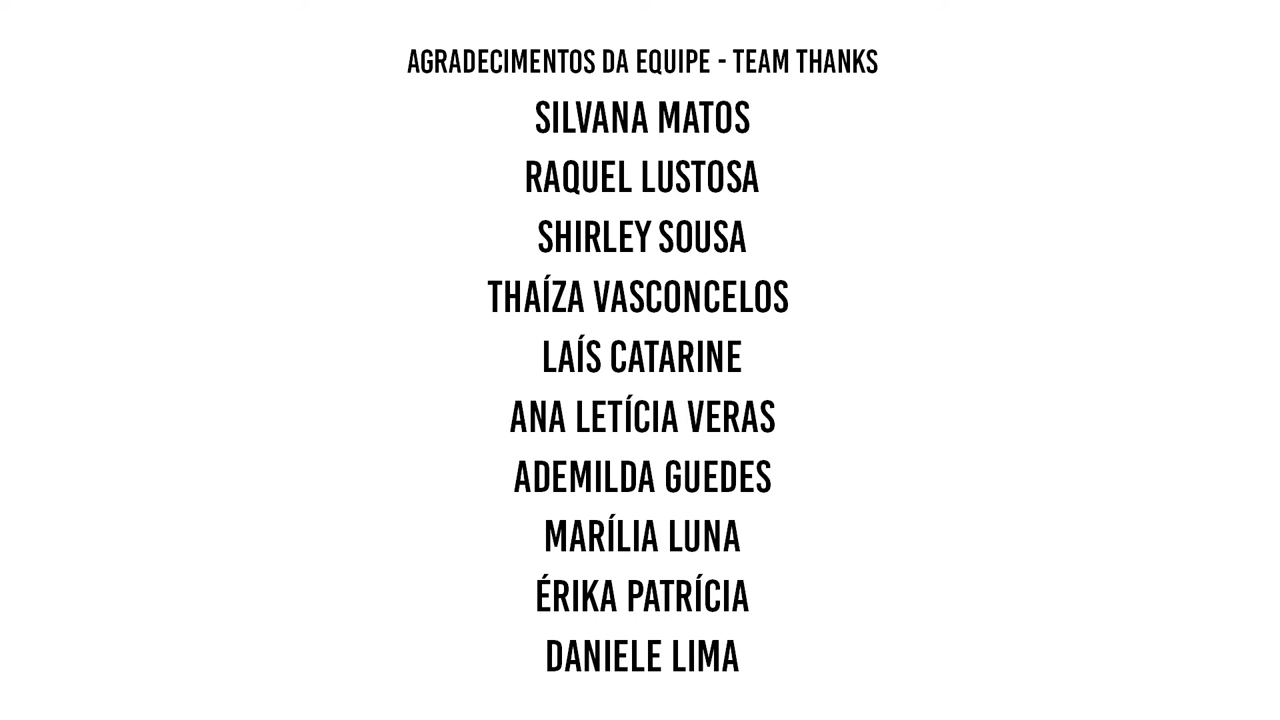 AGRADECIMENTOS DA EQUIPE - TEAM THANKS
SILVANA MATOS
RAQUEL LUSTOSA
SHIRLEY SOUSA
THAÍZA VASCONCELOS
LAÍS CATARINE
ANA LETÍCIA VERAS
ADEMILDA GUEDES
MARÍLIA LUNA
ÉRIKA PATRÍCIA
DANIELE LIMA